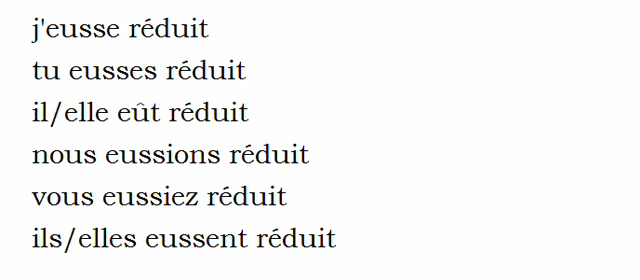 j'eusse réduit
tu eusses réduit
il/elle eût réduit
nous eussions réduit
vous eussiez réduit
ils/elles eussent réduit